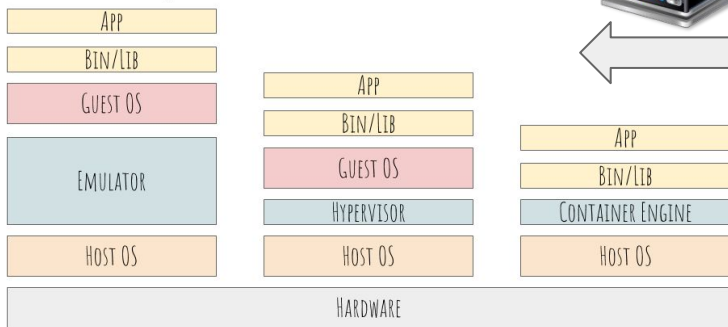 App
Bin/Lib
Guest OS
Emulator
Host OS
App
Bin/Lib
Guest OS
Hypervisor
Host OS
App
Bin/Lib
Container Engine
Host OS
Hardware